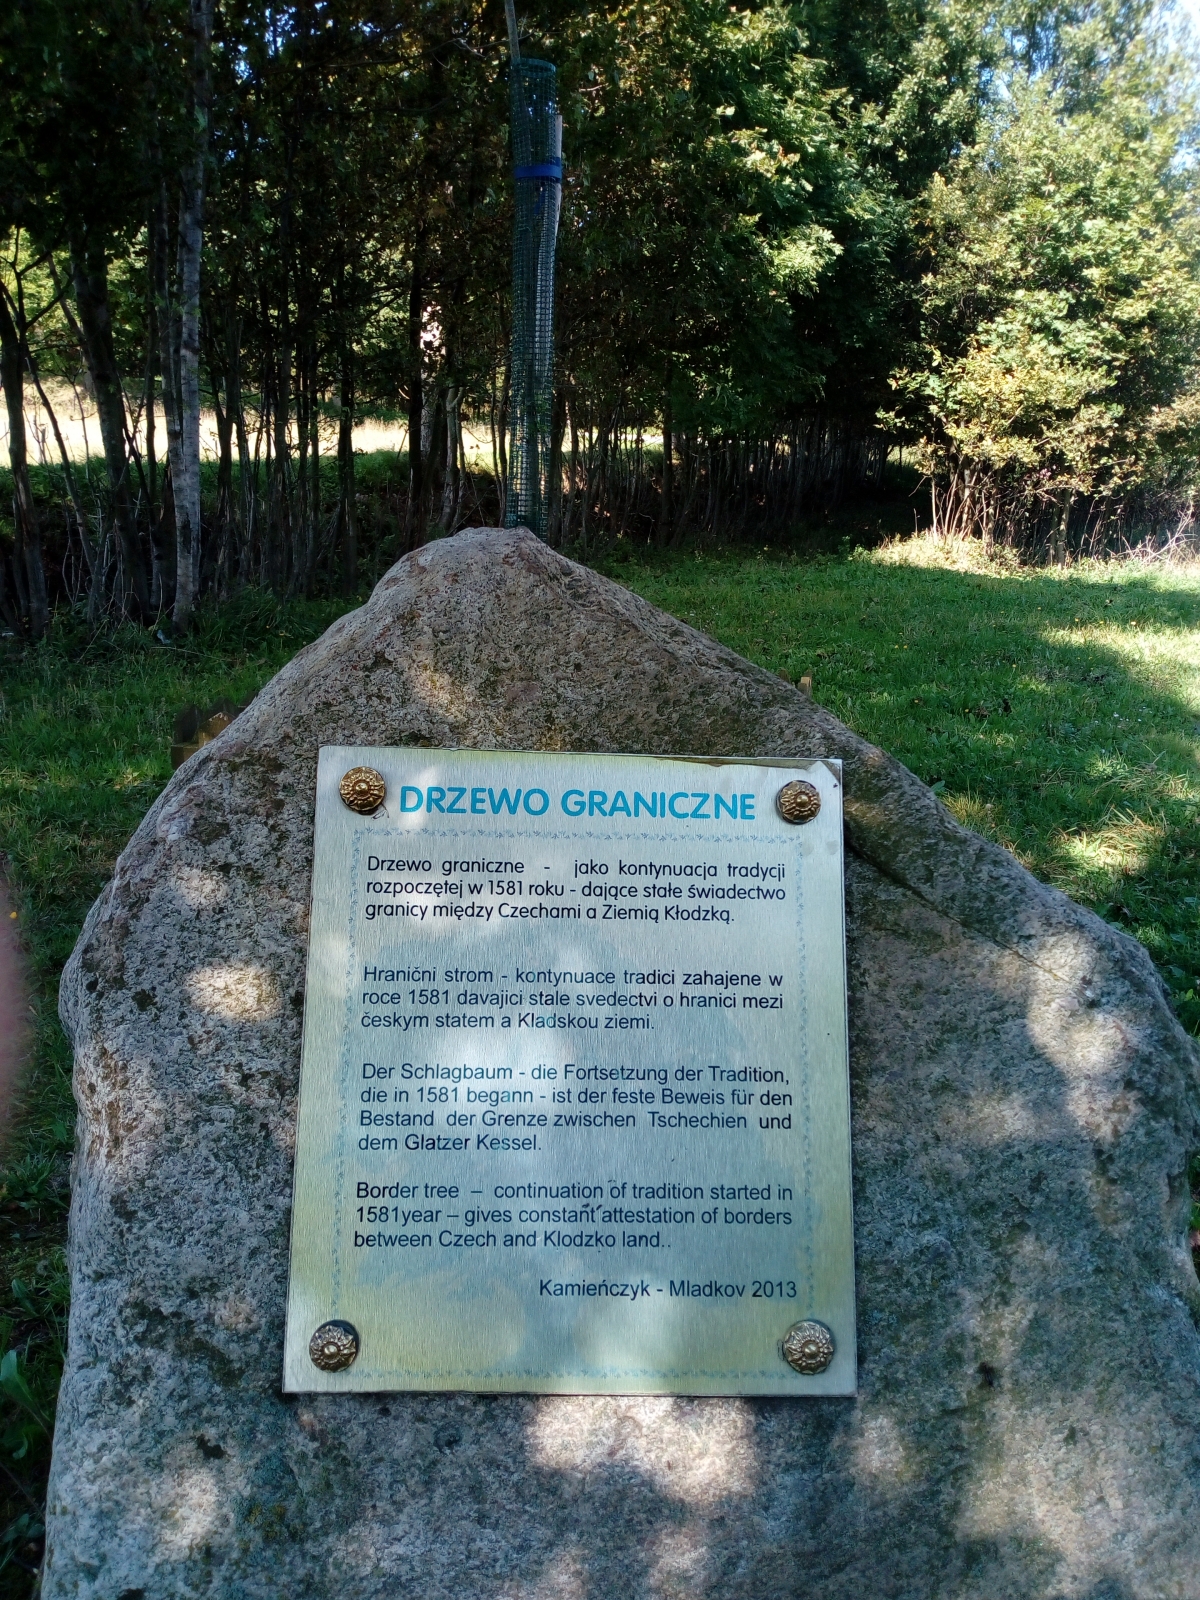 DRZEWO GRANICZNE
Drzewo graniczne - jako kontynuacja tradycji
rozpoczętej w 1581 roku - dające stałe świadectwo
granicy między Czechami a Ziemią Kłodzką.
Hranični strom - kontynuace tradici zahajene w
roce 1581 davajici stale svedectvi o hranici mezi
českym statem a Kladskou ziemi.
Der Schlagbaum - die Fortsetzung der Tradition,
die in 1581 begann - ist der feste Beweis für den
Bestand der Grenze zwischen Tschechien und
dem Glatzer Kessel.
Border tree – continuation of tradition started in
1581year – gives constant attestation of borders
between Czech and Klodzko land..
Kamieńczyk - Mladkov 2013